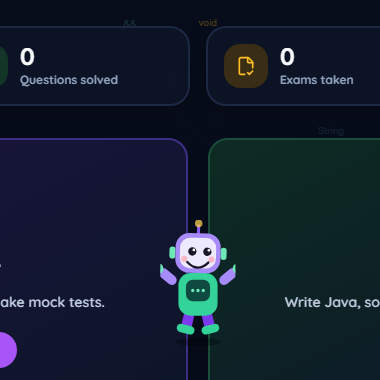 &&
void
0
Questions solved
0
Exams taken
String
ake mock tests.
Write Java, so